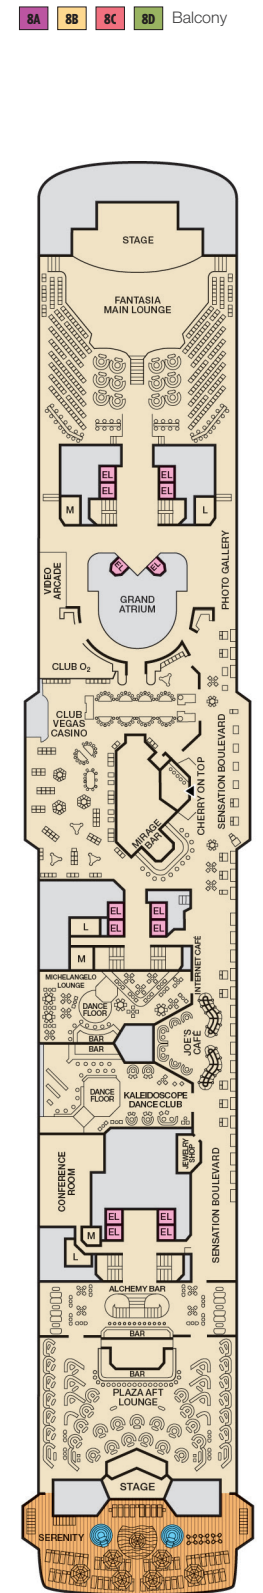 8A 8B 8C 8D Balcony
STAGE
FANTASIA
MAIN LOUNGE
EL EL
EL EL
M L
EL EL
VIDEO
ARCADE
GRAND
ATRIUM
PHOTO GALLERY
CLUB O₂
CLUB
VEGAS
CASINO
SENSATION BOULEVARD
CHERRY ON TOP
MIRAGE
BAR
EL EL
L EL EL
M
INTERNET CAFÉ
MICHELANGELO
LOUNGE
DANCE
FLOOR
BAR
BAR
JOE'S
CAFÉ
DANCE
FLOOR
KALEIDOSCOPE
DANCE CLUB
JEWELRY
SHOP
CONFERENCE
ROOM
SENSATION BOULEVARD
EL EL
M EL EL
L
ALCHEMY BAR
BAR
BAR
PLAZA AFT
LOUNGE
STAGE
SERENITY